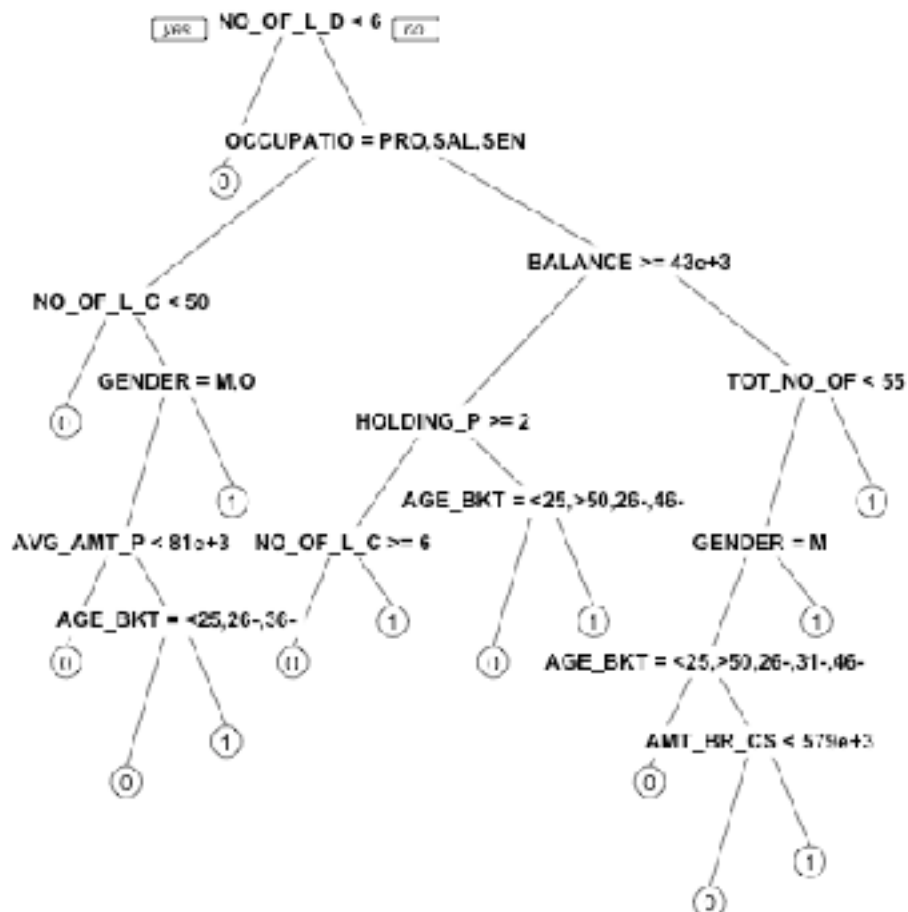 yes NO_OF_L_D < 6 no
OCCUPATIO = PRO,SAL,SEN
0
BALANCE >= 43e+3
NO_OF_L_C < 50
GENDER = M,O
TOT_NO_OF < 55
0
HOLDING_P >= 2
1
AGE_BKT = <25,>50,26-,46-
1
AVG_AMT_P < 81e+3
NO_OF_L_C >= 6
GENDER = M
AGE_BKT = <25,26-,36-
1
1
1
0
0
0
AGE_BKT = <25,>50,26-,31-,46-
1
AMT_BR_CS < 579e+3
0
0
1
0